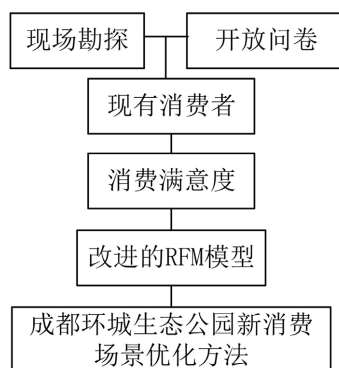 现场勘探
开放问卷
现有消费者
消费满意度
改进的RFM模型
成都环城生态公园新消费
场景优化方法